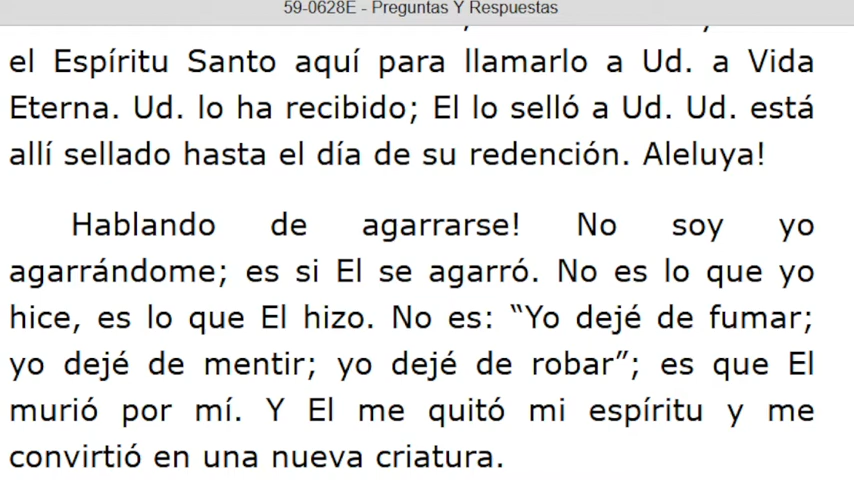 59-0628E - Preguntas Y Respuestas
el Espíritu Santo aquí para llamarlo a Ud. a Vida
Eterna. Ud. lo ha recibido; El lo selló a Ud. Ud. está
allí sellado hasta el día de su redención. Aleluya!
Hablando de agarrarse! No soy yo
agarrándome; es si El se agarró. No es lo que yo
hice, es lo que El hizo. No es: “Yo dejé de fumar;
yo dejé de mentir; yo dejé de robar”; es que El
murió por mí. Y El me quitó mi espíritu y me
convirtió en una nueva criatura.